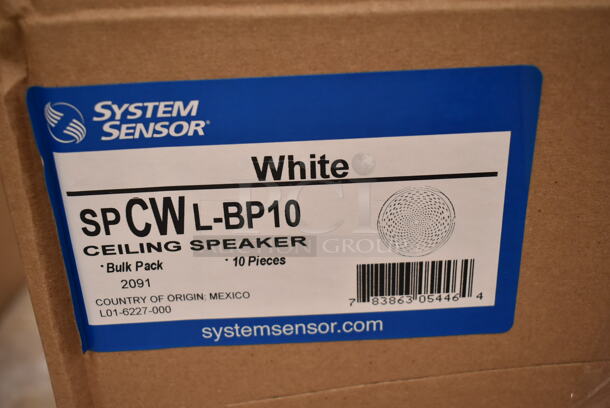 SYSTEM
SENSOR®
White
SPCWL-BP10
CEILING SPEAKER
·Bulk Pack ·10 Pieces
2091
COUNTRY OF ORIGIN: MEXICO
L01-6227-000
7 83863 05446 4
systemsensor.com